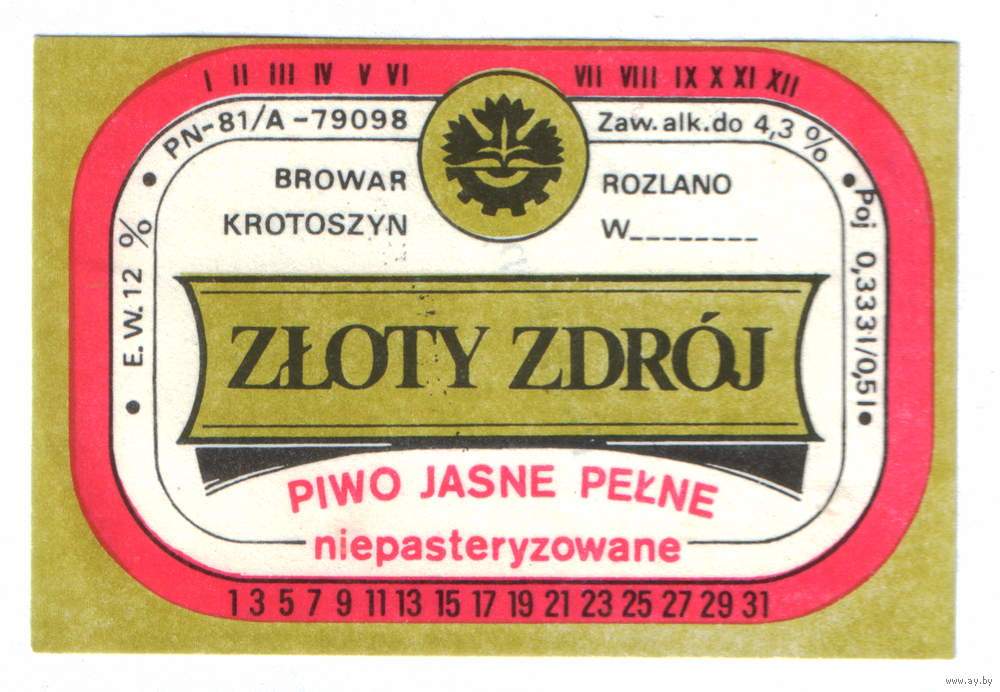 I II III IV V VI VII VIII IX X XI XII
PN-81/A-79098
Zaw. alk. do 4,3 %
BROWAR
KROTOSZYN
ROZLANO
W________
E.W. 12 %
Poj 0,333 l/0,5 l
ZŁOTY ZDRÓJ
PIWO JASNE PEŁNE
niepasteryzowane
1 3 5 7 9 11 13 15 17 19 21 23 25 27 29 31
www.ay.by